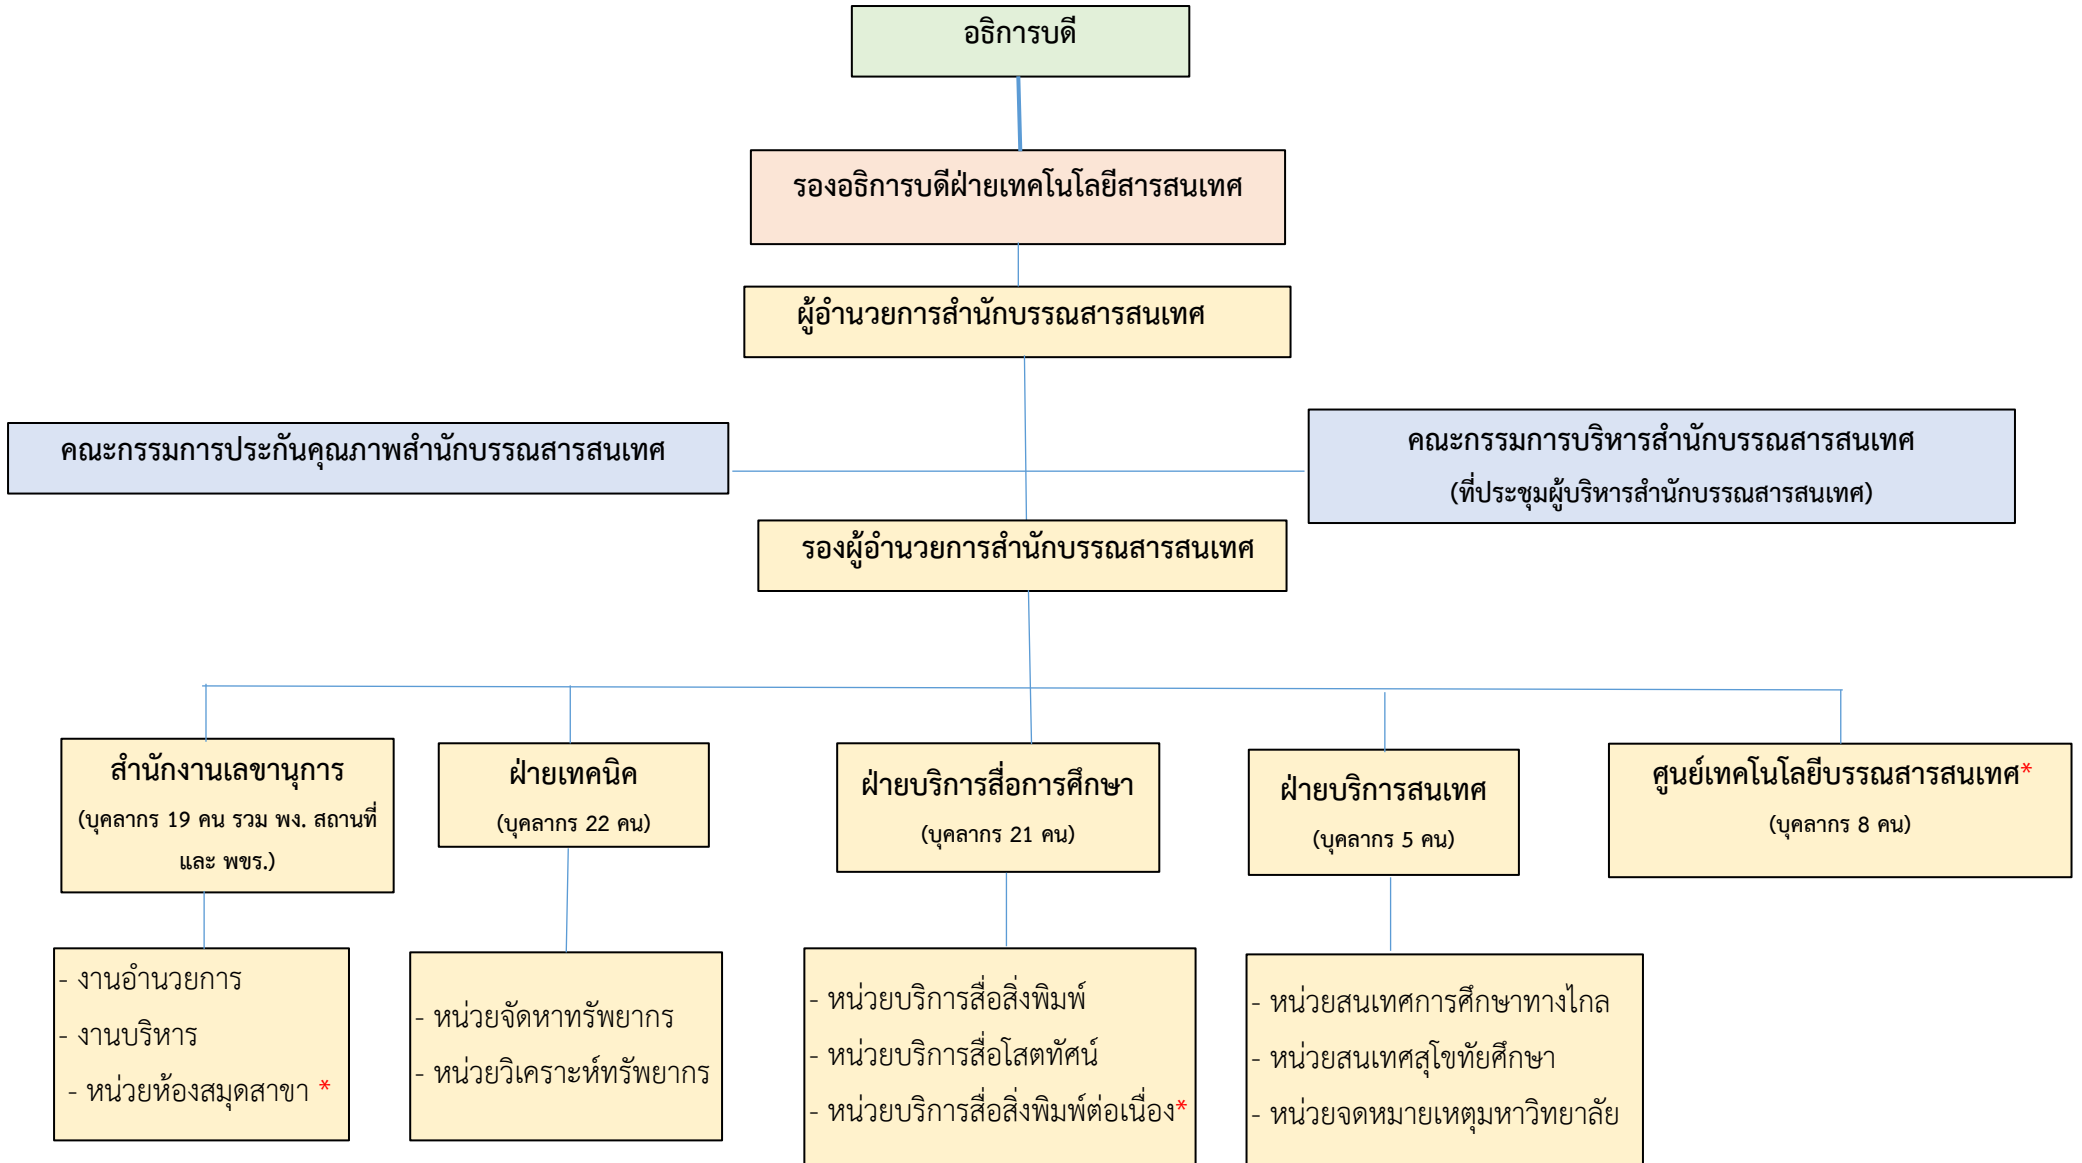 อธิการบดี
รองอธิการบดีฝ่ายเทคโนโลยีสารสนเทศ
ผู้อำนวยการสำนักบรรณสารสนเทศ
คณะกรรมการประกันคุณภาพสำนักบรรณสารสนเทศ
คณะกรรมการบริหารสำนักบรรณสารสนเทศ
(ที่ประชุมผู้บริหารสำนักบรรณสารสนเทศ)
รองผู้อำนวยการสำนักบรรณสารสนเทศ
สำนักงานเลขานุการ
(บุคลากร 19 คน รวม พง. สถานที่
และ พขร.)
ฝ่ายเทคนิค
(บุคลากร 22 คน)
ฝ่ายบริการสื่อการศึกษา
(บุคลากร 21 คน)
ฝ่ายบริการสนเทศ
(บุคลากร 5 คน)
ศูนย์เทคโนโลยีบรรณสารสนเทศ*
(บุคลากร 8 คน)
- งานอำนวยการ
- งานบริหาร
- หน่วยห้องสมุดสาขา *
- หน่วยจัดหาทรัพยากร
- หน่วยวิเคราะห์ทรัพยากร
- หน่วยบริการสื่อสิ่งพิมพ์
- หน่วยบริการสื่อโสตทัศน์
- หน่วยบริการสื่อสิ่งพิมพ์ต่อเนื่อง*
- หน่วยสนเทศการศึกษาทางไกล
- หน่วยสนเทศสุโขทัยศึกษา
- หน่วยจดหมายเหตุมหาวิทยาลัย